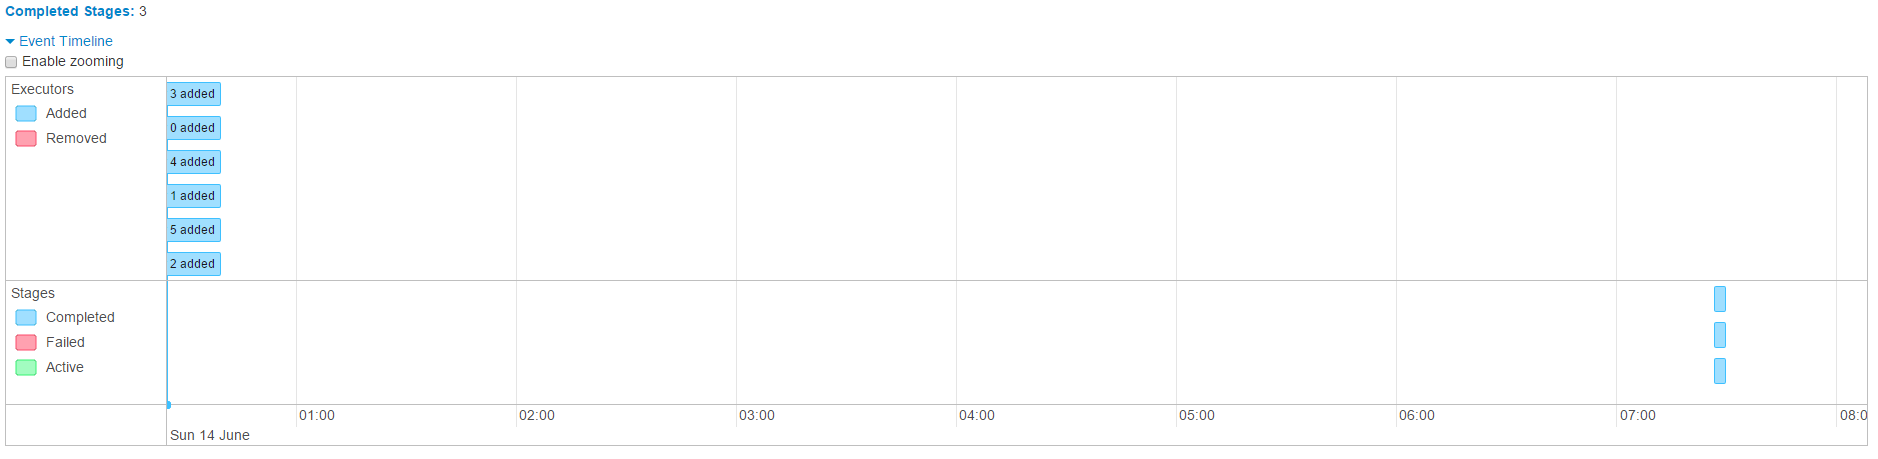 Completed Stages: 3
Event Timeline
Enable zooming
Executors
Added
Removed
3 added
0 added
4 added
1 added
5 added
2 added
Stages
Completed
Failed
Active
01:00 02:00 03:00 04:00 05:00 06:00 07:00 08:0
Sun 14 June